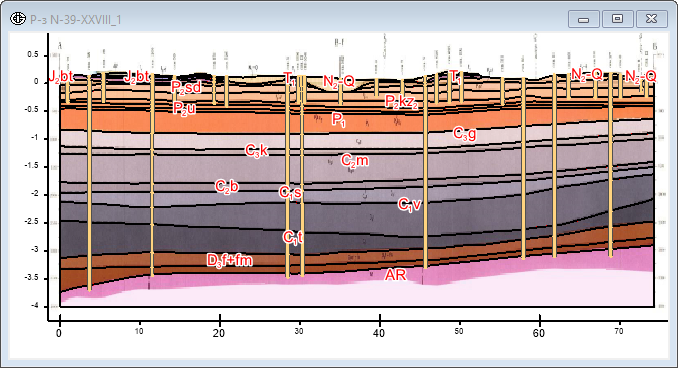 Р-з N-39-XXVIII_1
0.5
0
-0.5
-1
-1.5
-2
-2.5
-3
-3.5
-4
J₂bt
J₂bt
P₂sd
P₂u
T₁
N₂-Q
P₂kz₂
T₁
N₂-Q
N₂-Q
P₁
C₃g
C₃k
C₂m
C₂b
C₁s
C₁v
C₁t
D₃f+fm
AR
0
10
20
30
40
50
60
70